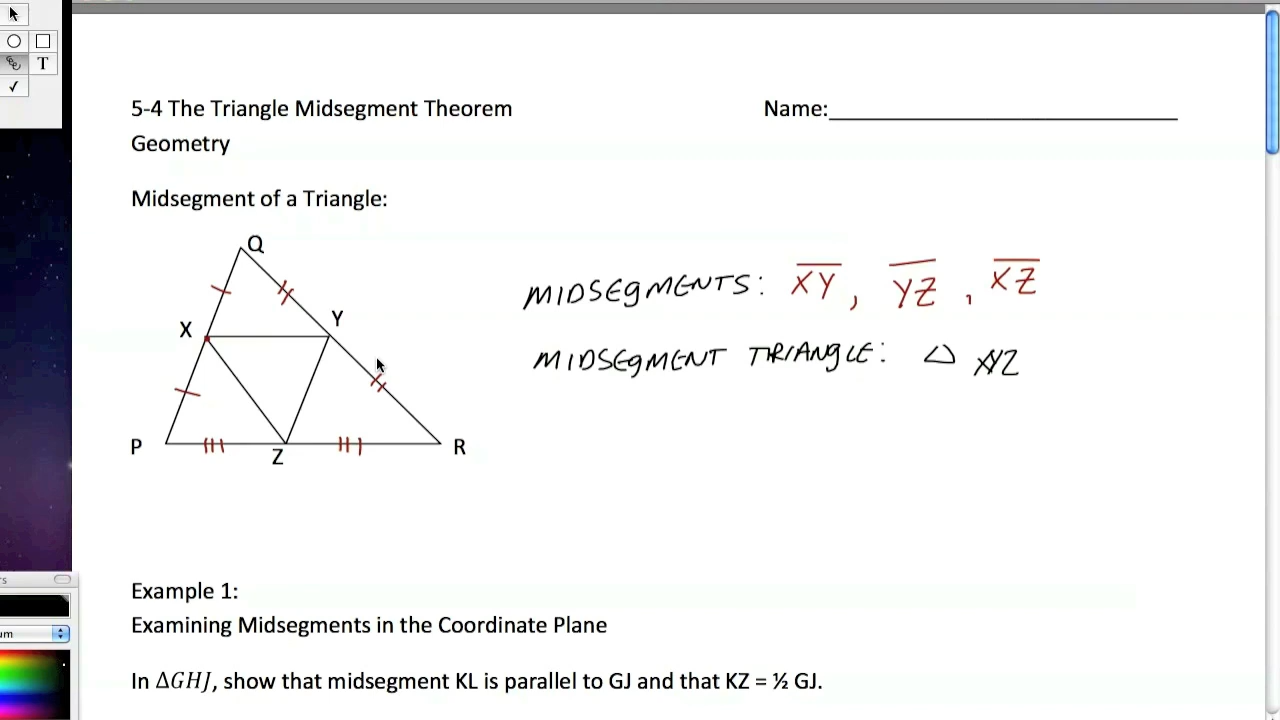 T
5-4 The Triangle Midsegment Theorem
Name:
Geometry
Midsegment of a Triangle:
Q
X
Y
P
Z
R
MIDSEGMENTS: XY, YZ, XZ
MIDSEGMENT TRIANGLE: △ XYZ
Example 1:
Examining Midsegments in the Coordinate Plane
In ΔGHJ, show that midsegment KL is parallel to GJ and that KZ = ½ GJ.